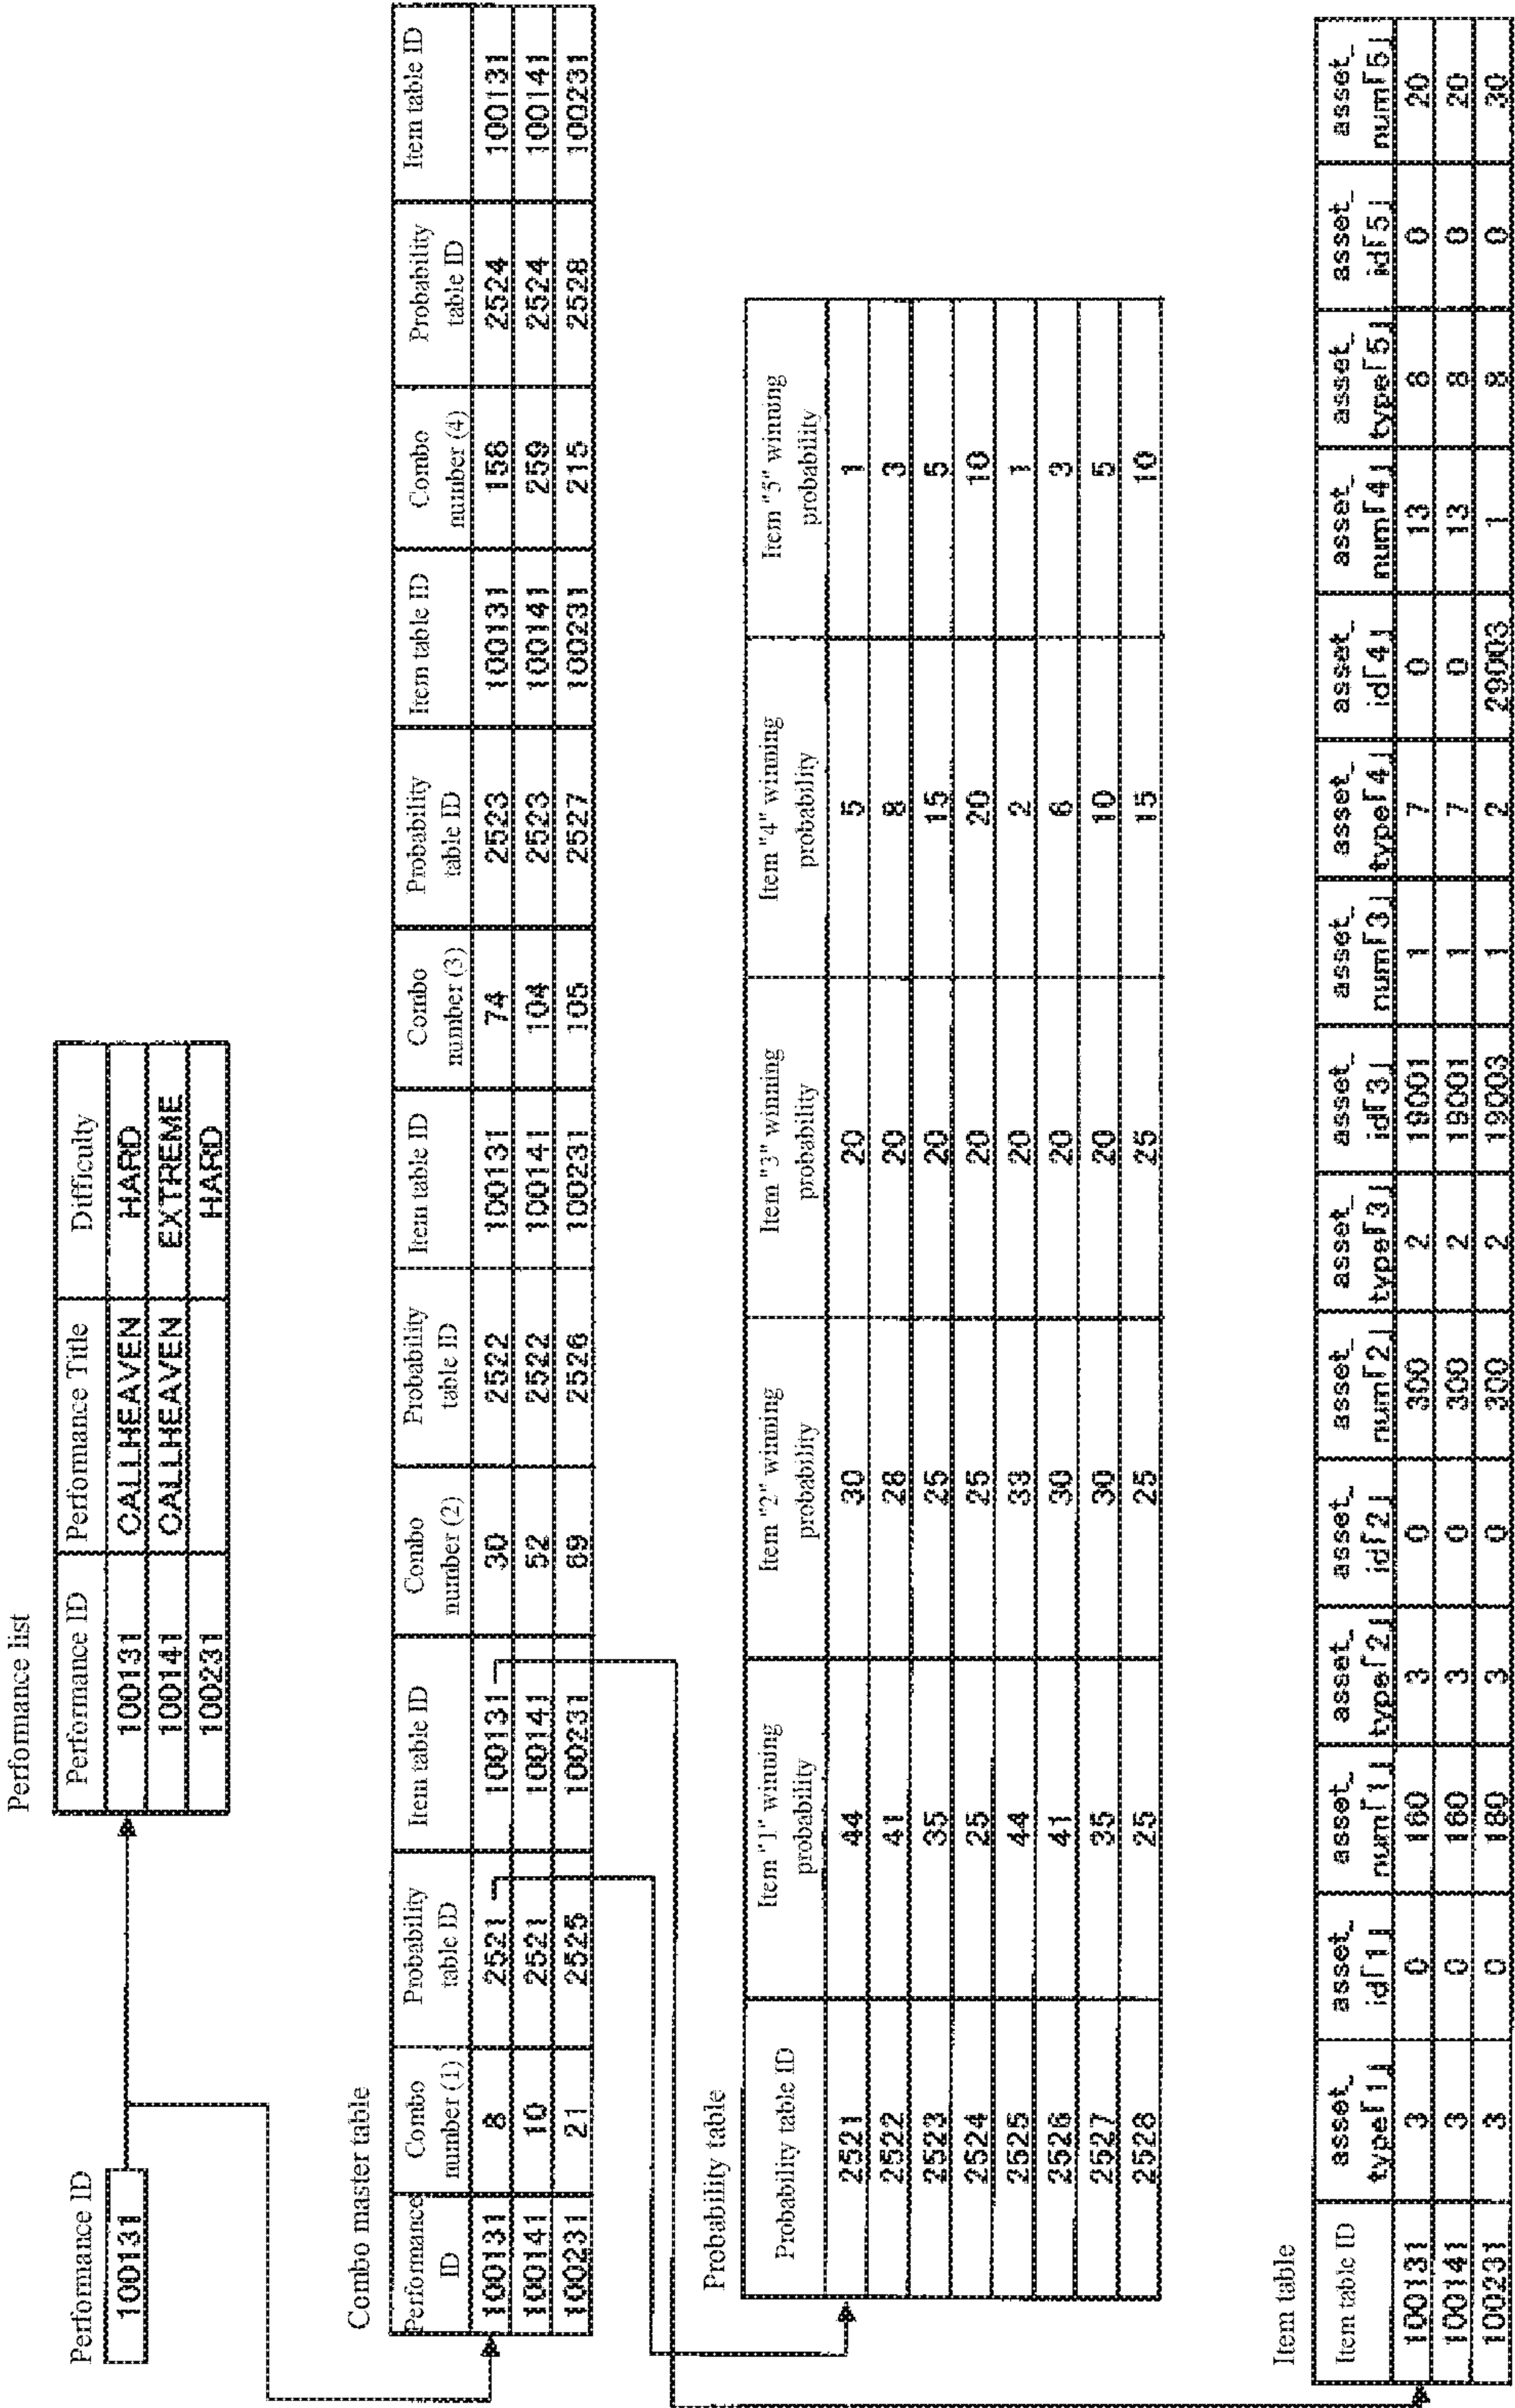 Performance ID
100131
Performance list
Performance ID Performance Title Difficulty
100131 CALLHEAVEN HARD
100141 CALLHEAVEN EXTREME
100231 HARD
Combo master table
Performance ID Combo number (1) Probability table ID Item table ID Combo number (2) Probability table ID Item table ID Combo number (3) Probability table ID Item table ID Combo number (4) Probability table ID Item table ID
100131 8 2521 100131 30 2522 100131 74 2523 100131 158 2524 100131
100141 10 2521 100141 52 2522 100141 104 2523 100141 259 2524 100141
100231 21 2525 100231 69 2526 100231 105 2527 100231 215 2528 100231
Probability table
Probability table ID Item "1" winning probability Item "2" winning probability Item "3" winning probability Item "4" winning probability Item "5" winning probability
2521 44 30 20 5 1
2522 41 28 20 8 3
2523 35 25 20 15 5
2524 25 25 20 20 10
2525 44 33 20 2 1
2526 41 30 20 6 3
2527 35 30 20 10 5
2528 25 25 25 15 10
Item table
Item table ID asset_type[1] asset_id[1] asset_num[1] asset_type[2] asset_id[2] asset_num[2] asset_type[3] asset_id[3] asset_num[3] asset_type[4] asset_id[4] asset_num[4] asset_type[5] asset_id[5] asset_num[5]
100131 3 0 160 3 0 300 2 19001 1 7 0 13 8 0 20
100141 3 0 160 3 0 300 2 19001 1 7 0 13 8 0 20
100231 3 0 180 3 0 300 2 19003 1 2 29003 1 8 0 30